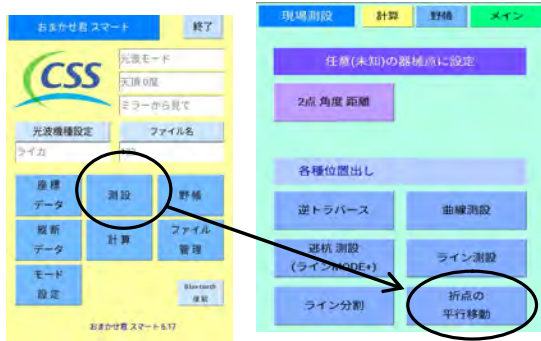 おまかせ君 スマート
終了
CSS
光波モード
天頂 0度
ミラーから見て
光波機種設定
ファイル名
ライカ
座標
データ
測設
野帳
縦断
データ
計算
ファイル
管理
モード
設定
Bluetooth
接続
おまかせ君 スマート 6.17
現場測設
計算
野帳
メイン
任意(未知)の器械点に設定
2点 角度 距離
各種位置出し
逆トラバース
曲線測設
逃杭 測設
(ラインMODE+)
ライン測設
ライン分割
折点の
平行移動